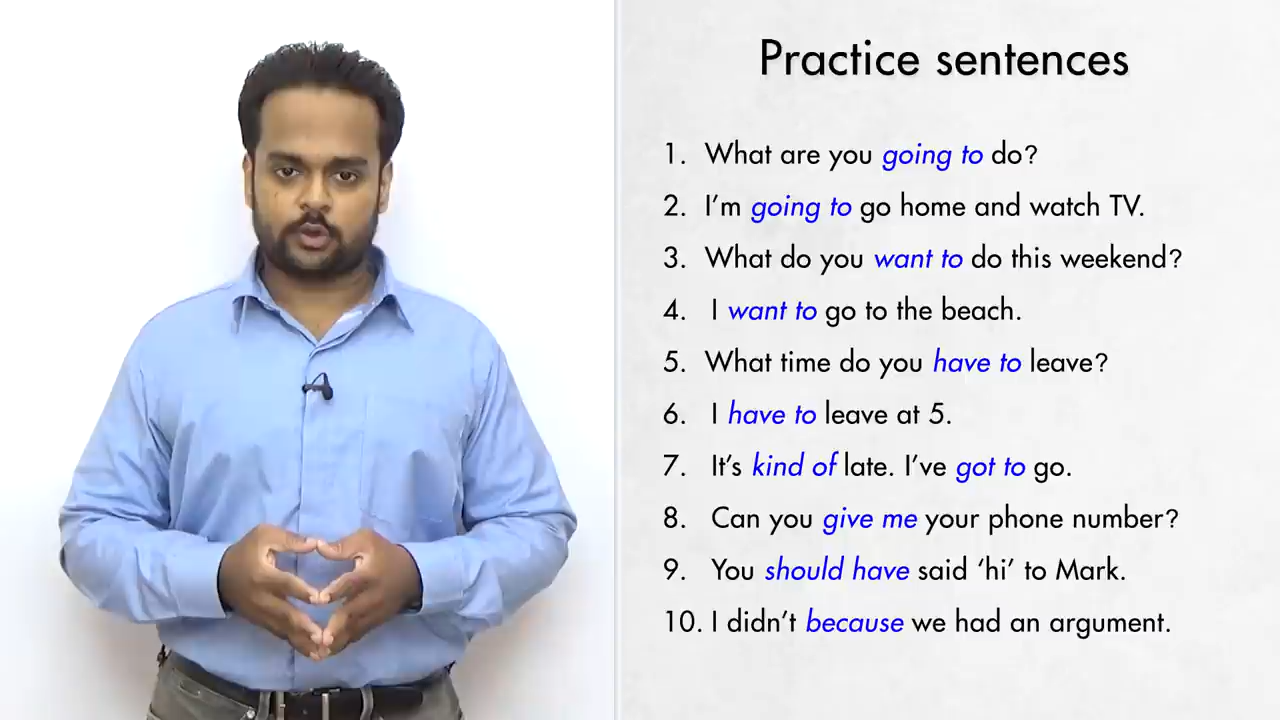 Practice sentences
1. What are you going to do?
2. I'm going to go home and watch TV.
3. What do you want to do this weekend?
4. I want to go to the beach.
5. What time do you have to leave?
6. I have to leave at 5.
7. It's kind of late. I've got to go.
8. Can you give me your phone number?
9. You should have said 'hi' to Mark.
10. I didn't because we had an argument.